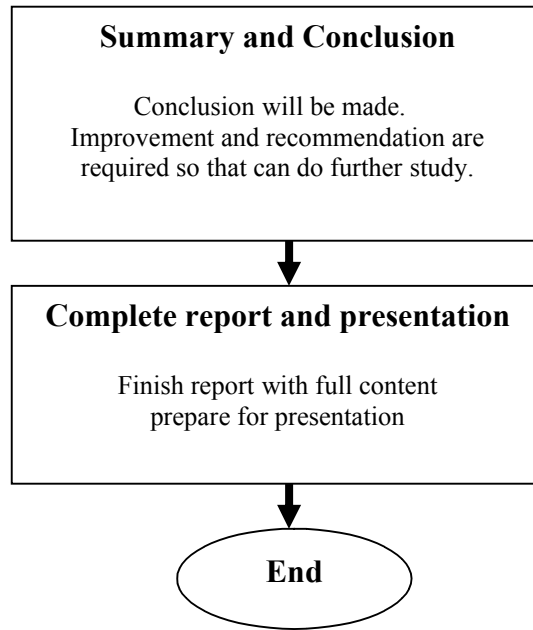 Summary and Conclusion
Conclusion will be made.
Improvement and recommendation are
required so that can do further study.
Complete report and presentation
Finish report with full content
prepare for presentation
End